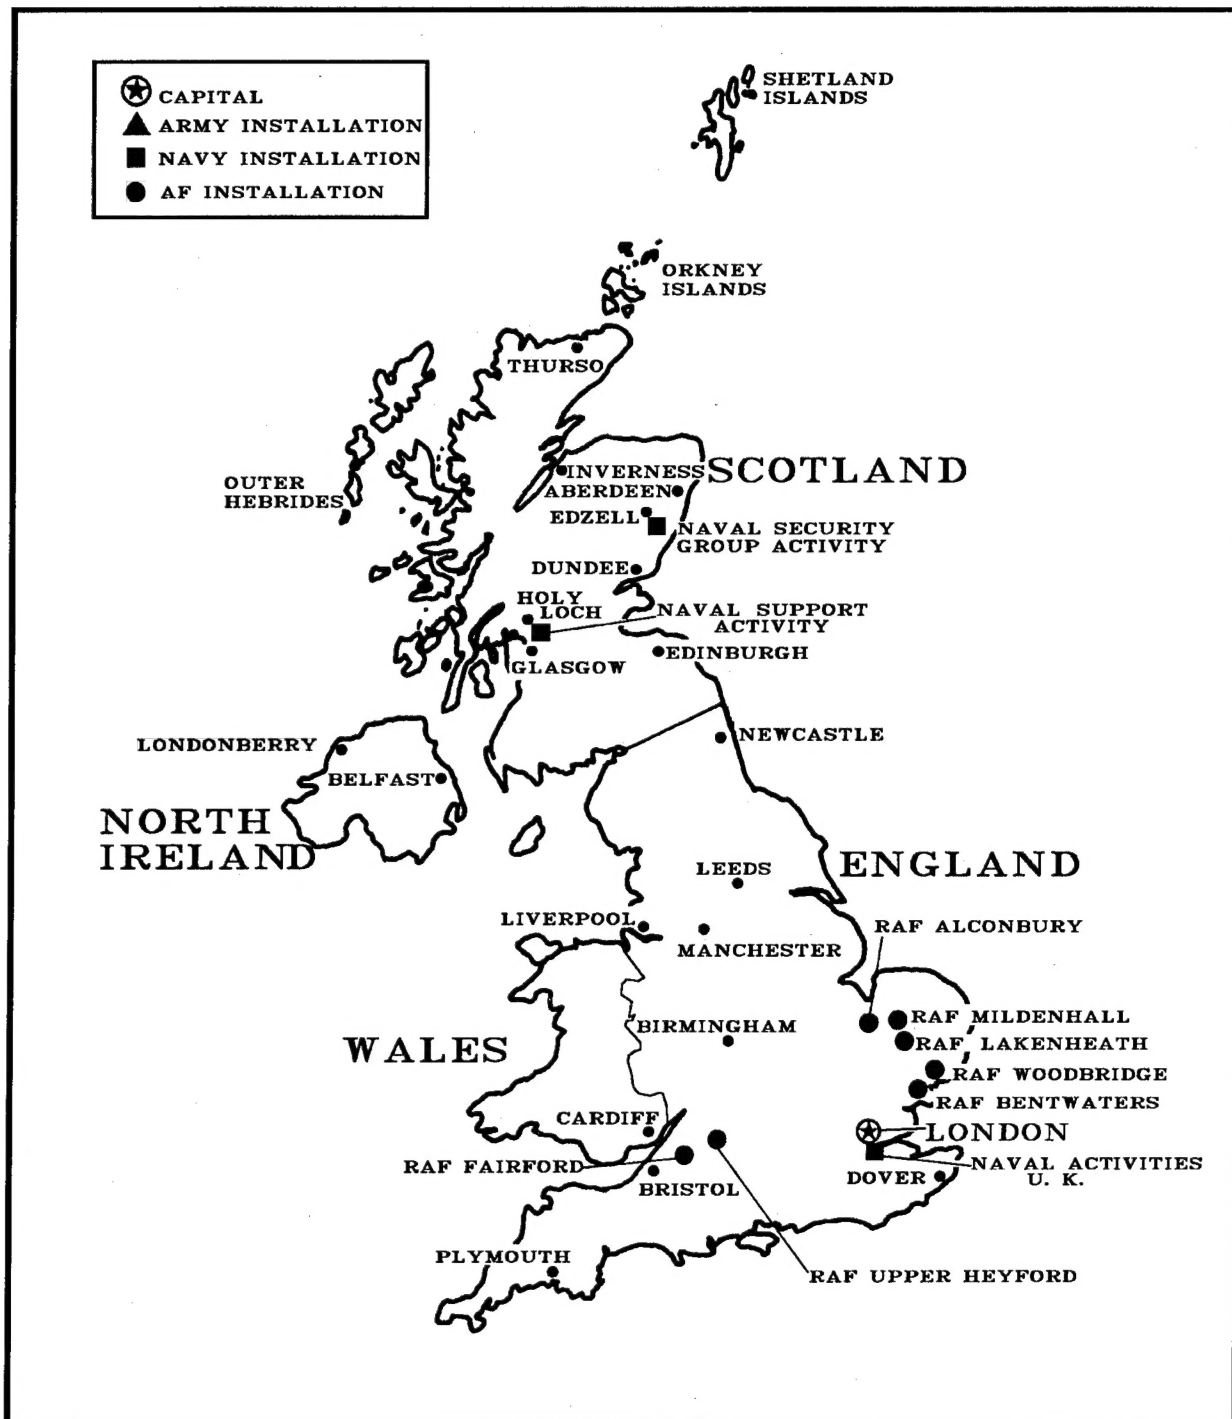 CAPITAL
ARMY INSTALLATION
NAVY INSTALLATION
AF INSTALLATION
SHETLAND
ISLANDS
ORKNEY
ISLANDS
THURSO
OUTER
HEBRIDES
INVERNESS
SCOTLAND
ABERDEEN
EDZELL
NAVAL SECURITY
GROUP ACTIVITY
DUNDEE
HOLY
LOCH
NAVAL SUPPORT
ACTIVITY
GLASGOW
EDINBURGH
LONDONBERRY
NEWCASTLE
BELFAST
NORTH
IRELAND
LEEDS
ENGLAND
LIVERPOOL
MANCHESTER
RAF ALCONBURY
WALES
BIRMINGHAM
RAF MILDENHALL
RAF LAKENHEATH
RAF WOODBRIDGE
RAF BENTWATERS
CARDIFF
LONDON
RAF FAIRFORD
BRISTOL
DOVER
NAVAL ACTIVITIES
U. K.
PLYMOUTH
RAF UPPER HEYFORD